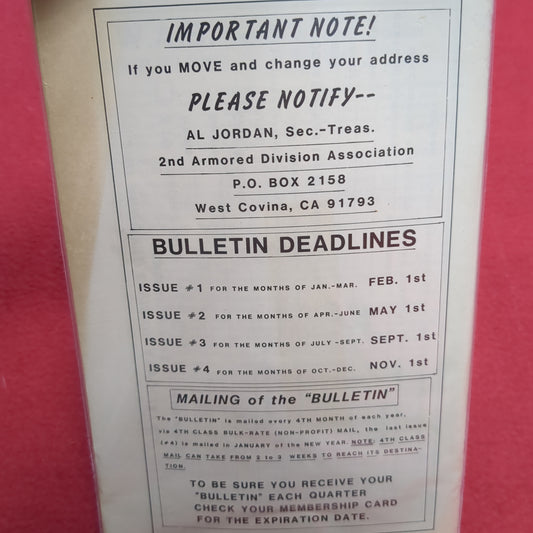 IMPORTANT NOTE!
If you MOVE and change your address
PLEASE NOTIFY--
AL JORDAN, Sec.-Treas.
2nd Armored Division Association
P.O. BOX 2158
West Covina, CA 91793
BULLETIN DEADLINES
ISSUE #1 FOR THE MONTHS OF JAN.-MAR. FEB. 1st
ISSUE #2 FOR THE MONTHS OF APR.-JUNE MAY 1st
ISSUE #3 FOR THE MONTHS OF JULY -SEPT. SEPT. 1st
ISSUE #4 FOR THE MONTHS OF OCT.-DEC. NOV. 1st
MAILING of the "BULLETIN"
The "BULLETIN" is mailed every 4TH MONTH of each year,
via 4TH CLASS BULK-RATE (NON-PROFIT) MAIL, the last issue
(#4) is mailed in JANUARY of the NEW YEAR. NOTE: 4TH CLASS
MAIL CAN TAKE FROM 2 to 3 WEEKS TO REACH ITS DESTINA-
TION.
TO BE SURE YOU RECEIVE YOUR
"BULLETIN" EACH QUARTER
CHECK YOUR MEMBERSHIP CARD
FOR THE EXPIRATION DATE.